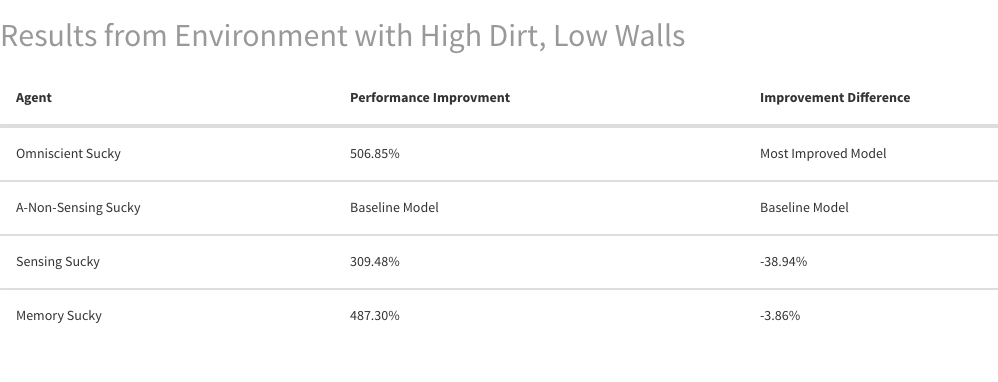 Results from Environment with High Dirt, Low Walls
Agent Performance Improvment Improvement Difference
Omniscient Sucky 506.85% Most Improved Model
A-Non-Sensing Sucky Baseline Model Baseline Model
Sensing Sucky 309.48% -38.94%
Memory Sucky 487.30% -3.86%